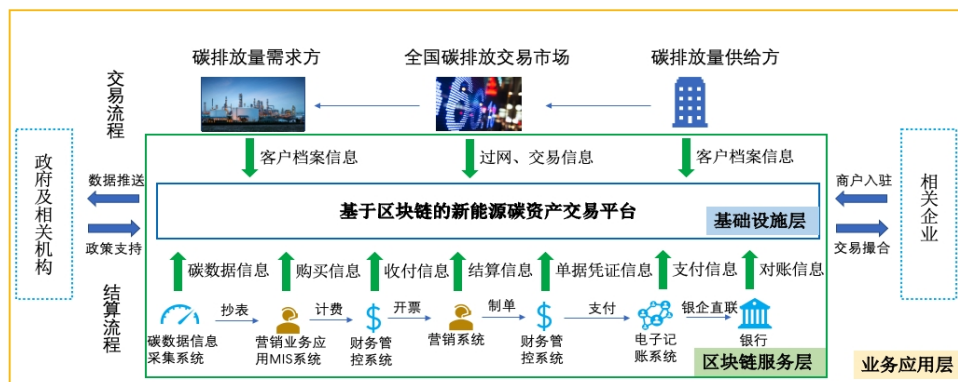 碳排放量需求方
全国碳排放交易市场
碳排放量供给方
交易流程
客户档案信息
过网、交易信息
客户档案信息
政府及相关机构
数据推送
政策支持
基于区块链的新能源碳资产交易平台
基础设施层
商户入驻
交易撮合
相关企业
碳数据信息
购买信息
收付信息
结算信息
单据凭证信息
支付信息
对账信息
结算流程
抄表
计费
开票
制单
支付
银企直联
碳数据信息
采集系统
营销业务应
用MIS系统
财务管
控系统
营销系统
财务管
控系统
电子记
账系统
银行
区块链服务层
业务应用层